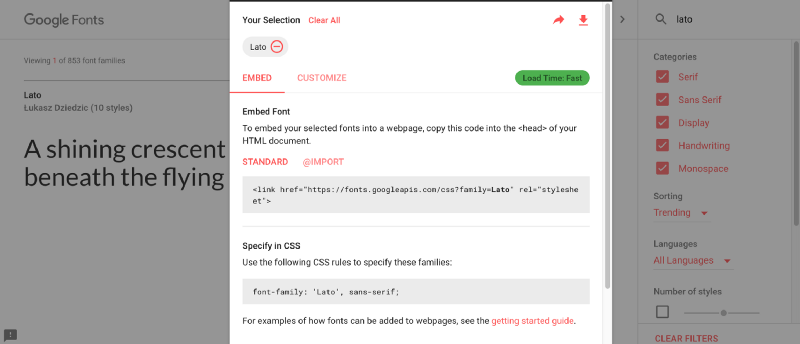 Google Fonts
Viewing 1 of 853 font families
Lato
Łukasz Dziedzic (10 styles)
A shining crescent
beneath the flying
Your Selection Clear All
Lato
EMBED CUSTOMIZE Load Time: Fast
Embed Font
To embed your selected fonts into a webpage, copy this code into the <head> of your
HTML document.
STANDARD @IMPORT
<link href="https://fonts.googleapis.com/css?family=Lato" rel="styleshe
et">
Specify in CSS
Use the following CSS rules to specify these families:
font-family: 'Lato', sans-serif;
For examples of how fonts can be added to webpages, see the getting started guide.
lato
Categories
Serif
Sans Serif
Display
Handwriting
Monospace
Sorting
Trending
Languages
All Languages
Number of styles
CLEAR FILTERS